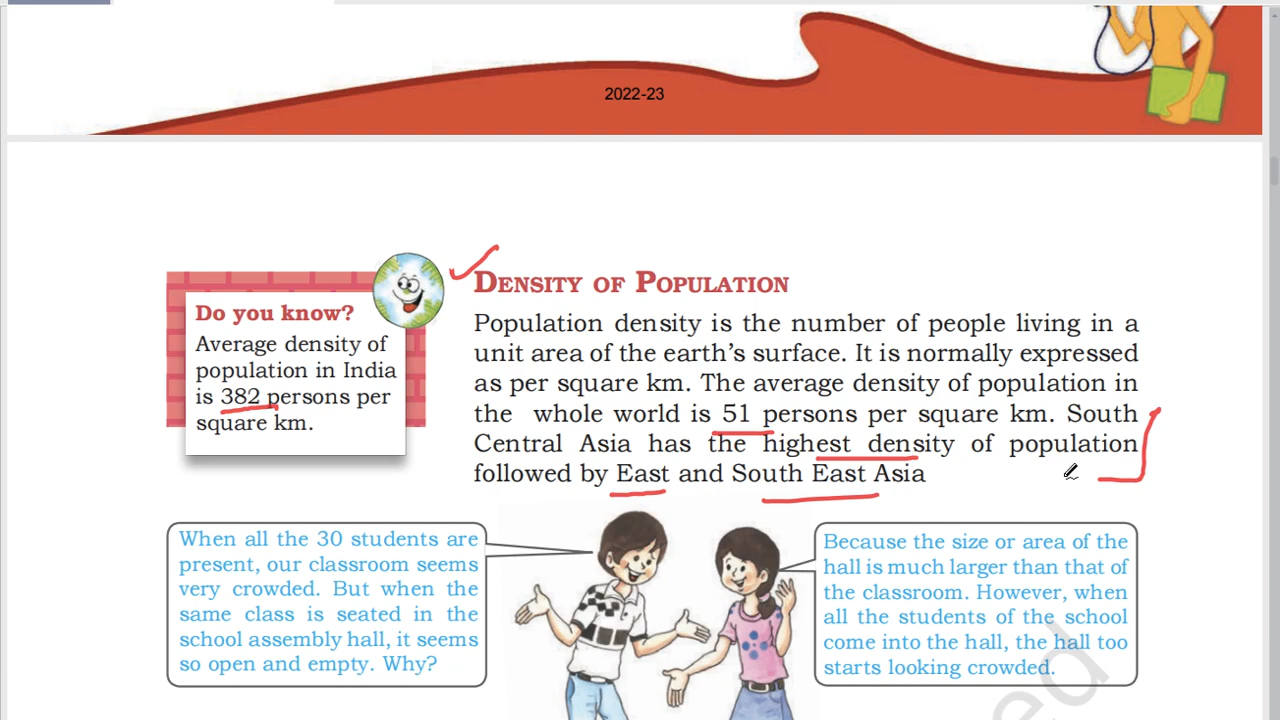 2022-23
Do you know?
Average density of
population in India
is 382 persons per
square km.
DENSITY OF POPULATION
Population density is the number of people living in a
unit area of the earth's surface. It is normally expressed
as per square km. The average density of population in
the whole world is 51 persons per square km. South
Central Asia has the highest density of population
followed by East and South East Asia
When all the 30 students are
present, our classroom seems
very crowded. But when the
same class is seated in the
school assembly hall, it seems
so open and empty. Why?
Because the size or area of the
hall is much larger than that of
the classroom. However, when
all the students of the school
come into the hall, the hall too
starts looking crowded.